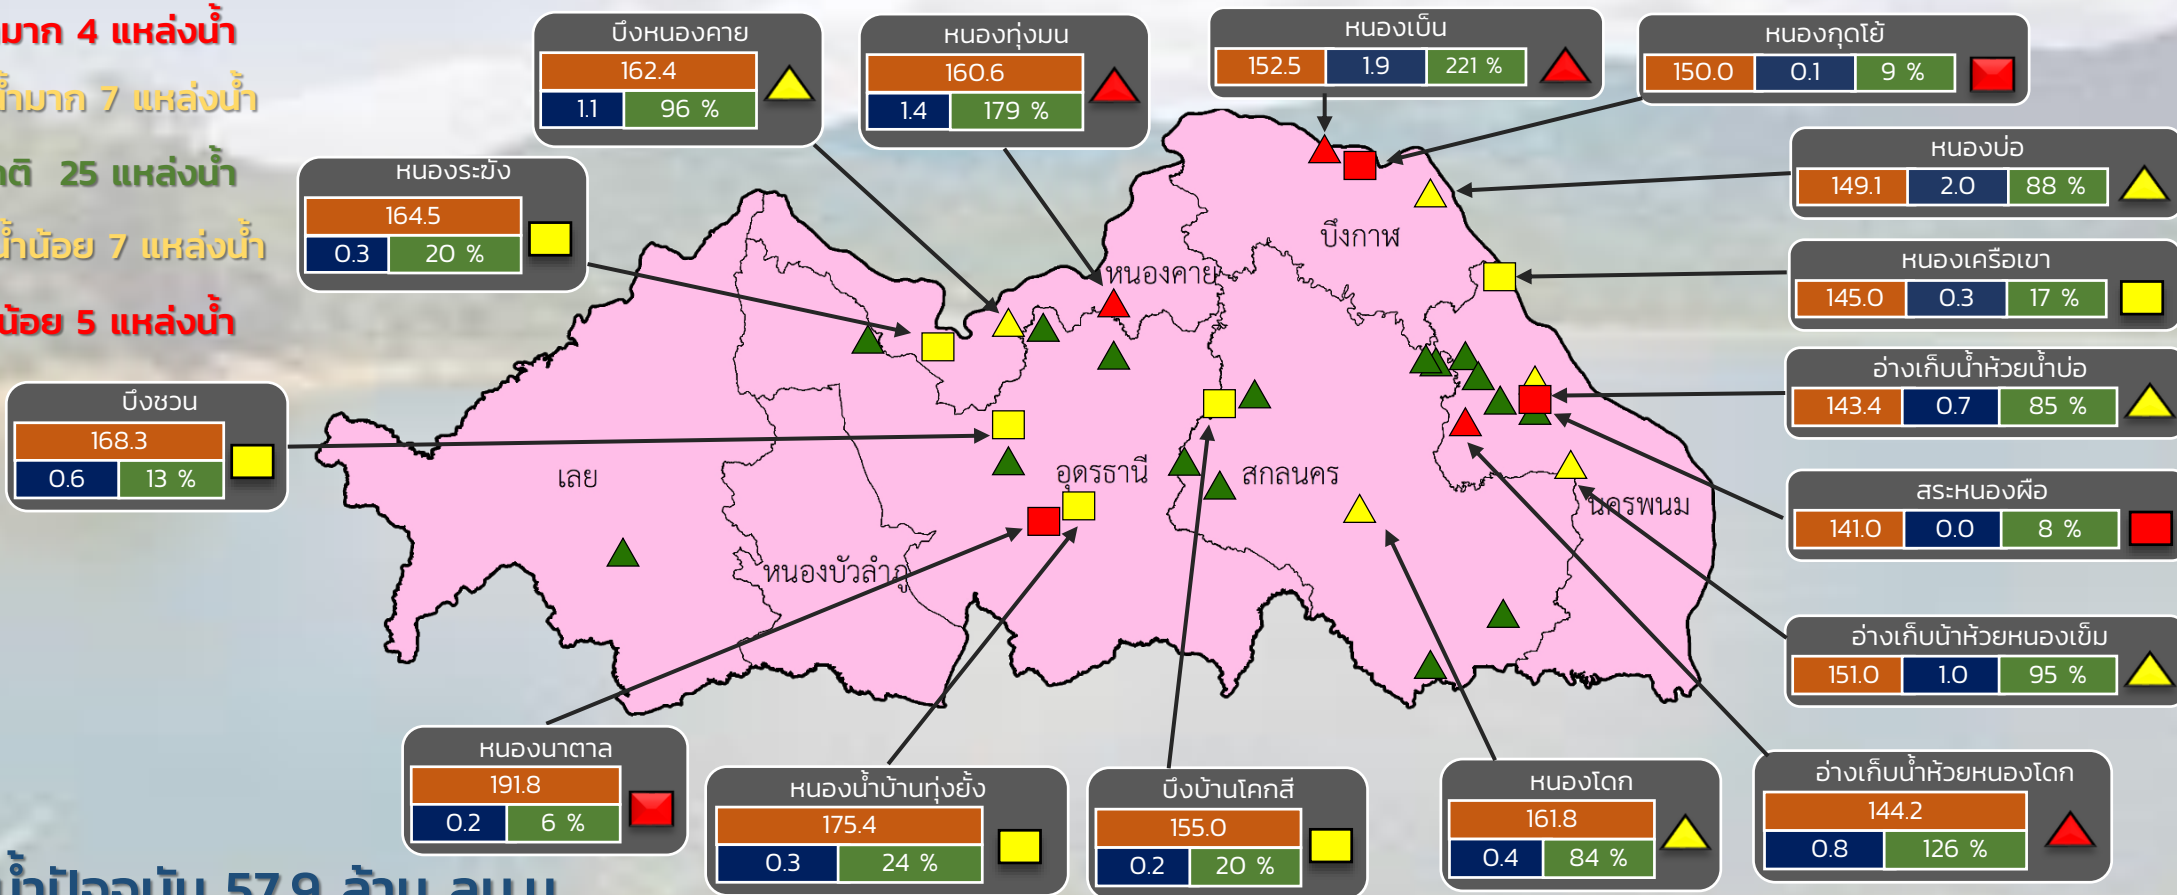 มาก 4 แหล่งน้ำ
น้ำมาก 7 แหล่งน้ำ
25 แหล่งน้ำ
น้ำน้อย 7 แหล่งน้ำ
น้อย 5 แหล่งน้ำ
บึงหนองคาย
162.4
1.1 96 %
หนองทุ่งมน
160.6
1.4 179 %
หนองเบ็น
152.5 1.9 221 %
หนองกุดโย้
150.0 0.1 9 %
หนองระฆัง
164.5
0.3 20 %
หนองบ่อ
149.1 2.0 88 %
หนองเครือเขา
145.0 0.3 17 %
อ่างเก็บน้ำห้วยน้ำบ่อ
143.4 0.7 85 %
บึงชวน
168.3
0.6 13 %
สระหนองผือ
141.0 0.0 8 %
อ่างเก็บน้ำห้วยหนองเข็ม
151.0 1.0 95 %
บึงกาฬ
หนองคาย
เลย
อุดรธานี
สกลนคร
นครพนม
หนองบัวลำภู
หนองนาตาล
191.8
0.2 6 %
หนองน้ำบ้านทุ่งยั้ง
175.4
0.3 24 %
บึงบ้านโคกสี
155.0
0.2 20 %
หนองโดก
161.8
0.4 84 %
อ่างเก็บน้ำห้วยหนองโดก
144.2
0.8 126 %
น้ำปัจจุบัน 57.9 ล้าน ลบ.ม